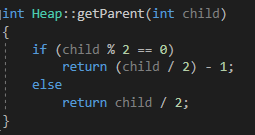 int Heap::getParent(int child)
{
    if (child % 2 == 0)
        return (child / 2) - 1;
    else
        return child / 2;
}